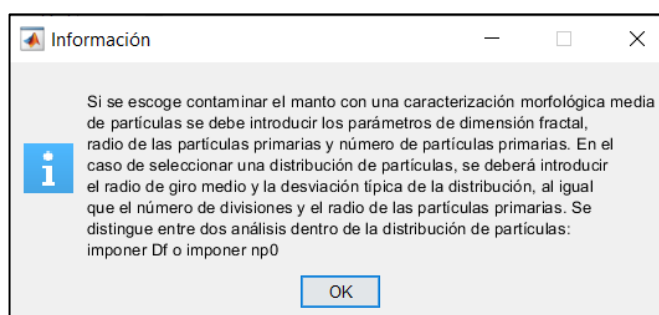 Información
Si se escoge contaminar el manto con una caracterización morfológica media
de partículas se debe introducir los parámetros de dimensión fractal,
radio de las partículas primarias y número de partículas primarias. En el
caso de seleccionar una distribución de partículas, se deberá introducir
el radio de giro medio y la desviación típica de la distribución, al igual
que el número de divisiones y el radio de las partículas primarias. Se
distingue entre dos análisis dentro de la distribución de partículas:
imponer Df o imponer np0
OK